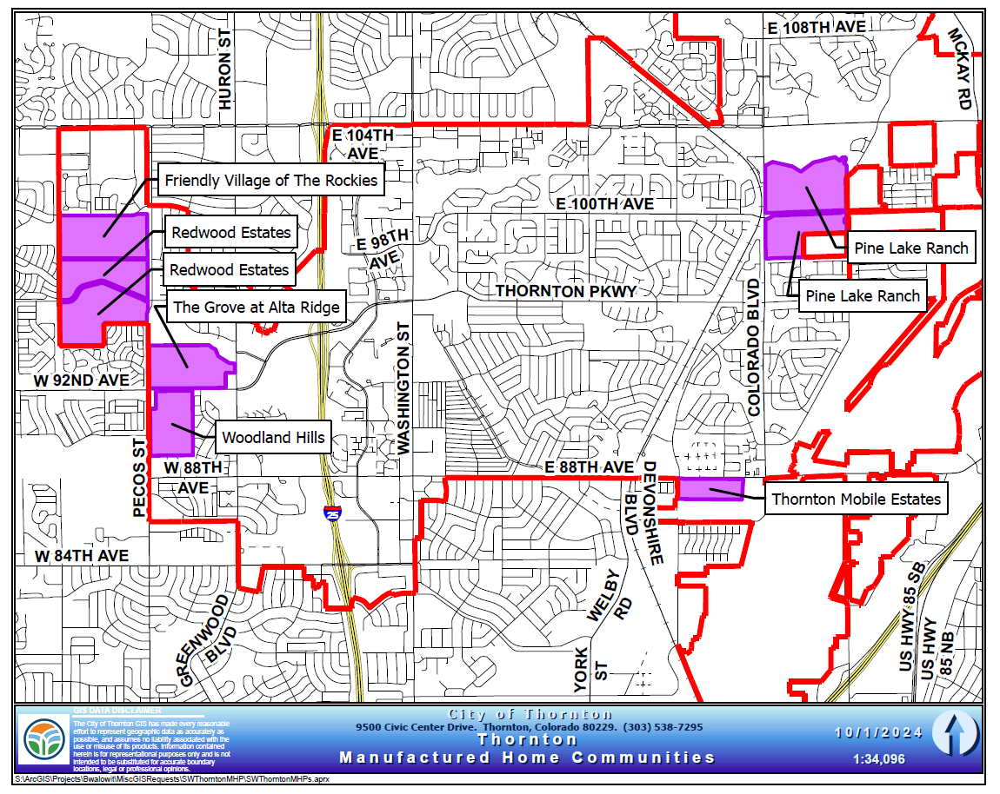 E 108TH AVE
MCKAY RD
HURON ST
E 104TH
AVE
Friendly Village of The Rockies
E 100TH AVE
Redwood Estates
E 98TH
AVE
Pine Lake Ranch
Redwood Estates
THORNTON PKWY
Pine Lake Ranch
The Grove at Alta Ridge
COLORADO BLVD
WASHINGTON ST
W 92ND AVE
Woodland Hills
PECOS ST
W 88TH
AVE
E 88TH AVE
DEVONSHIRE
BLVD
Thornton Mobile Estates
25
W 84TH AVE
GREENWOOD
BLVD
WELBY
RD
YORK
ST
US HWY 85 SB
US HWY
85 NB
GIS DATA DISCLAIMER
The City of Thornton GIS has made every reasonable
effort to represent geographic data as accurately as
possible, and assumes no liability associated with the
use or misuse of its products. Information contained
herein is for representational purposes only and is not
intended to be substituted for accurate boundary
locations, legal or professional opinions.
City of Thornton
9500 Civic Center Drive. Thornton, Colorado 80229. (303) 538-7295
Thornton
Manufactured Home Communities
10/1/2024
1:34,096
S:\ArcGIS\Projects\Bwalowit\MiscGISRequests\SWThorntonMHP\SWThorntonMHPs.aprx